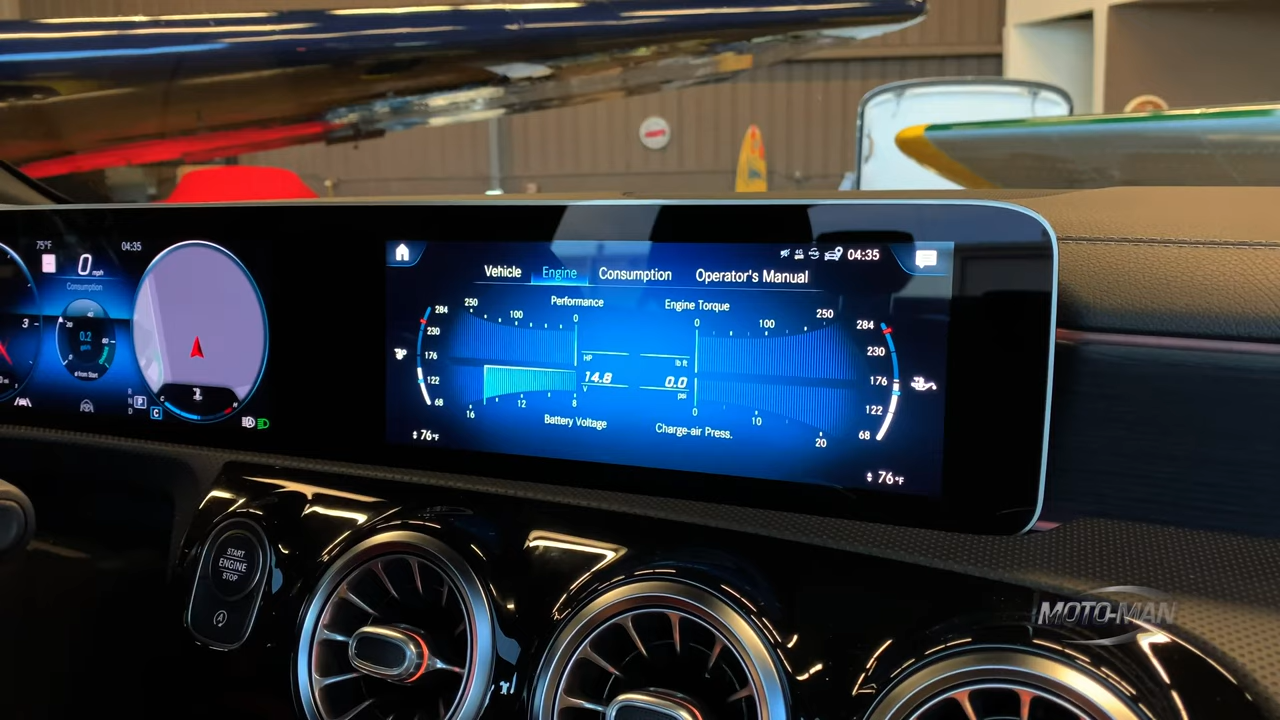 75°F
04:35
0 mph
Consumption
3
0.2
ø from Start
R
N
D
P
C
04:35
Vehicle Engine Consumption Operator's Manual
Performance Engine Torque
250 100 0
0 100 250
284
230
176
122
68
284
230
176
122
68
HP lb ft
14.8 0.0
V psi
16 12 8
0 10 20
Battery Voltage Charge-air Press.
76°F
76°F
START
ENGINE
STOP
A
MOTO-MAN